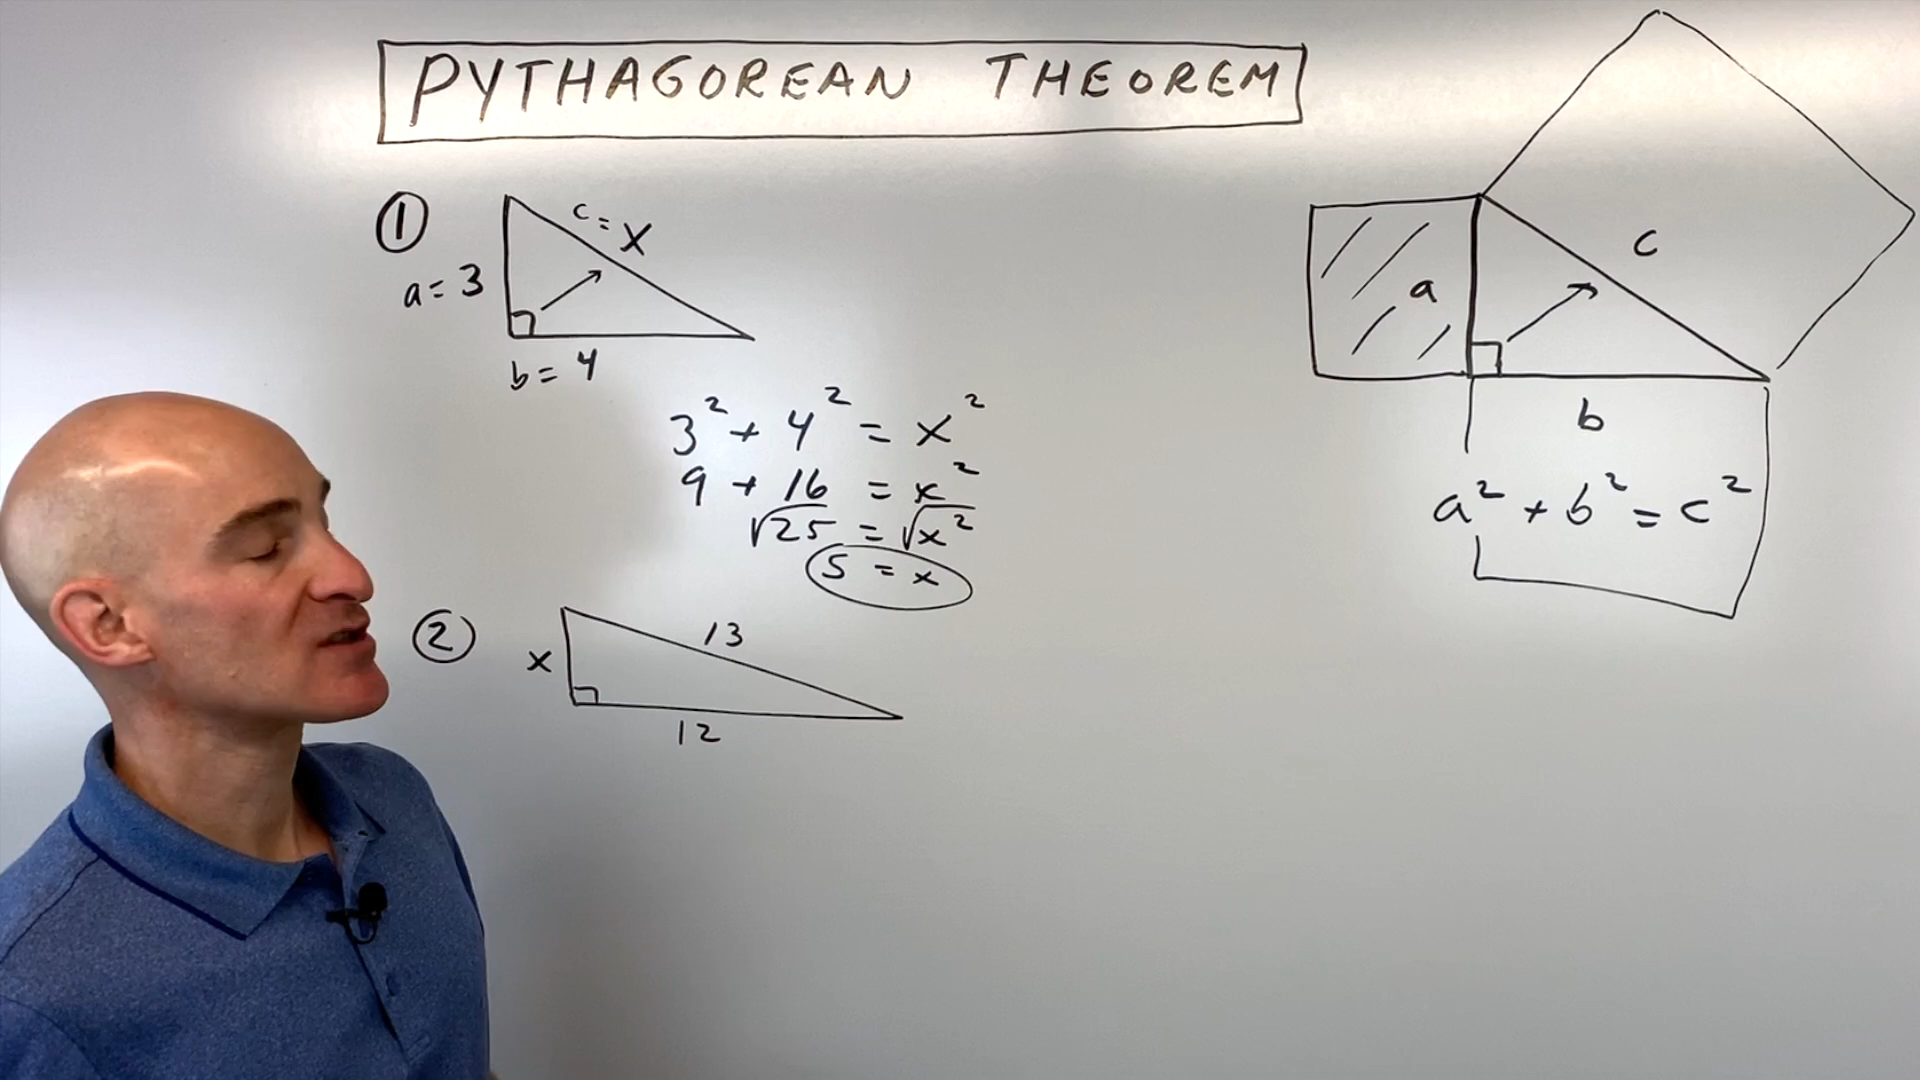 PYTHAGOREAN THEOREM
① c = x
a = 3
b = 4
3² + 4² = x²
9 + 16 = x²
√25 = √x²
5 = x
② 13
x
12
c
a
b
a² + b² = c²